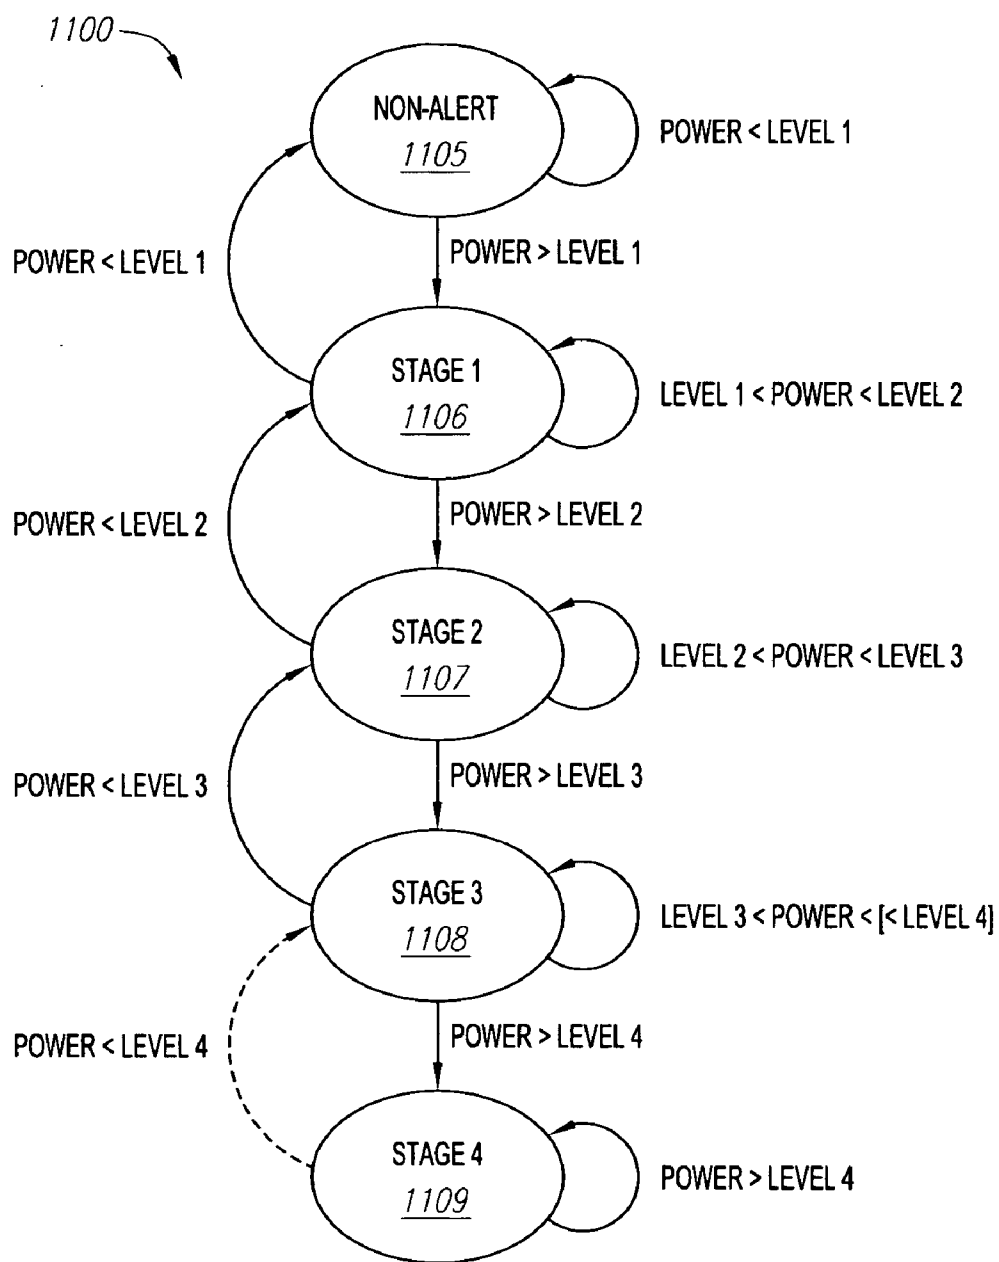 1100
NON-ALERT
1105
POWER < LEVEL 1
POWER < LEVEL 1
POWER > LEVEL 1
STAGE 1
1106
LEVEL 1 < POWER < LEVEL 2
POWER < LEVEL 2
POWER > LEVEL 2
STAGE 2
1107
LEVEL 2 < POWER < LEVEL 3
POWER < LEVEL 3
POWER > LEVEL 3
STAGE 3
1108
LEVEL 3 < POWER < [< LEVEL 4]
POWER < LEVEL 4
POWER > LEVEL 4
STAGE 4
1109
POWER > LEVEL 4